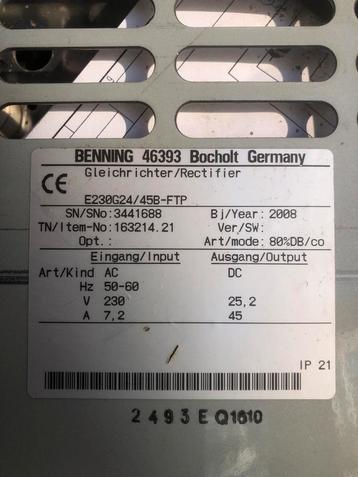 BENNING 46393 Bocholt Germany
CE
Gleichrichter/Rectifier
E230G24/45B-FTP
SN/SNo: 3441688 Bj/Year: 2008
TN/Item-No: 163214.21 Ver/SW:
Opt.: Art/mode: 80%DB/co
Eingang/Input Ausgang/Output
Art/Kind AC DC
Hz 50-60
V 230 25,2
A 7,2 45
IP 21
2493E Q1610